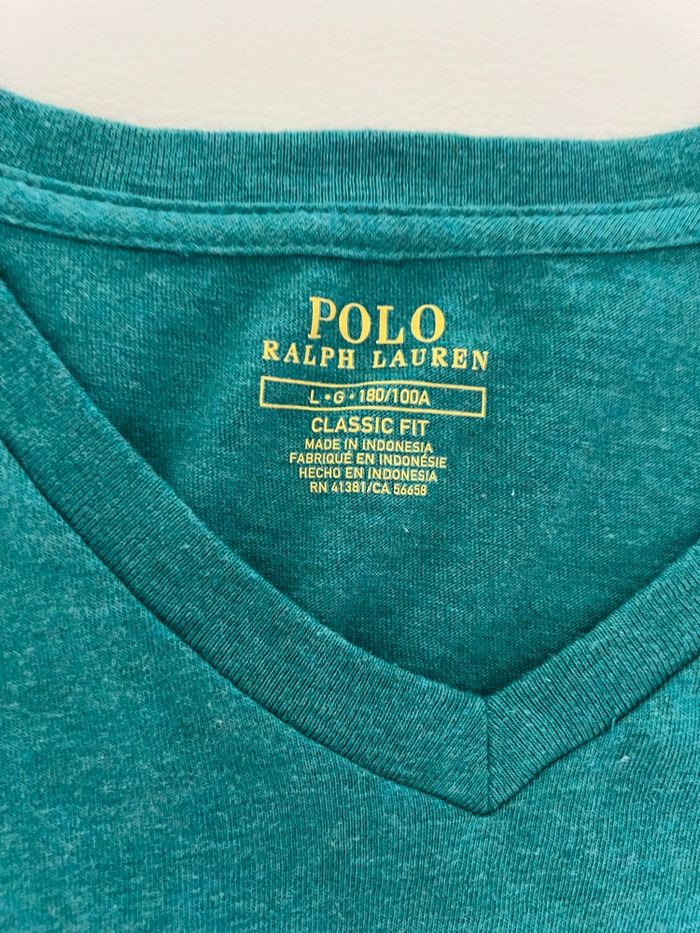 POLO
RALPH LAUREN
L • G • 180/100A
CLASSIC FIT
MADE IN INDONESIA
FABRIQUÉ EN INDONÉSIE
HECHO EN INDONESIA
RN 41381/CA 56658